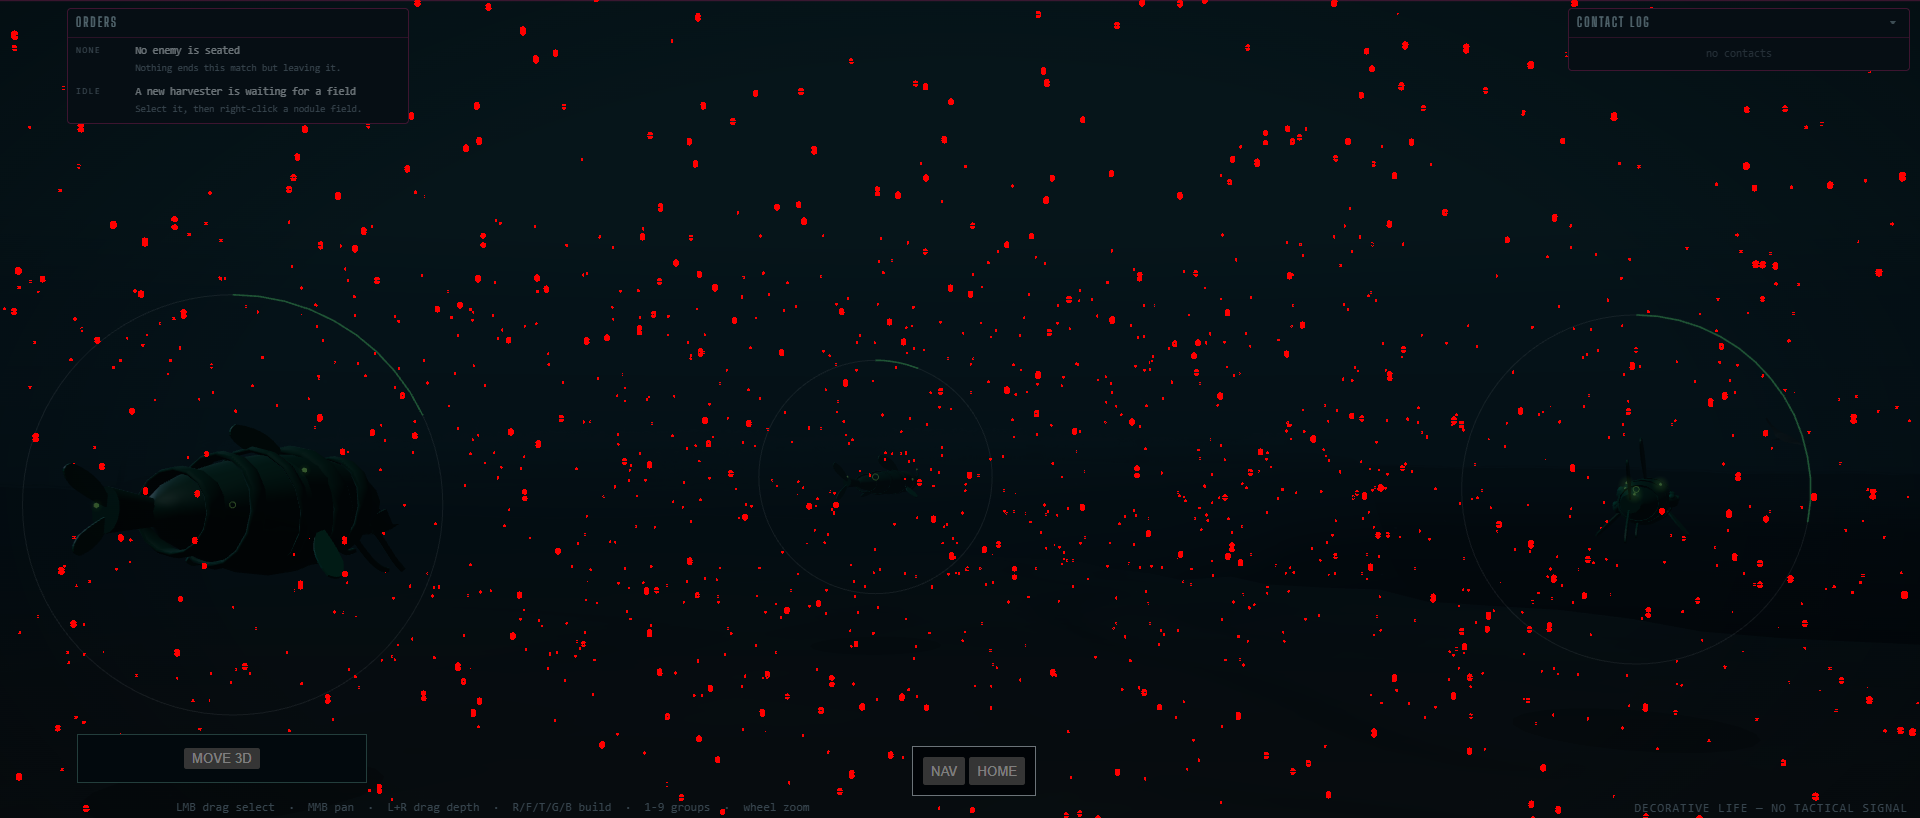 ORDERS
NONE No enemy is seated
Nothing ends this match but leaving it.
IDLE A new harvester is waiting for a field
Select it, then right-click a nodule field.
CONTACT LOG
no contacts
MOVE 3D
NAV HOME
LMB drag select · MMB pan · L+R drag depth · R/F/T/G/B build · 1-9 groups · wheel zoom
DECORATIVE LIFE — NO TACTICAL SIGNAL